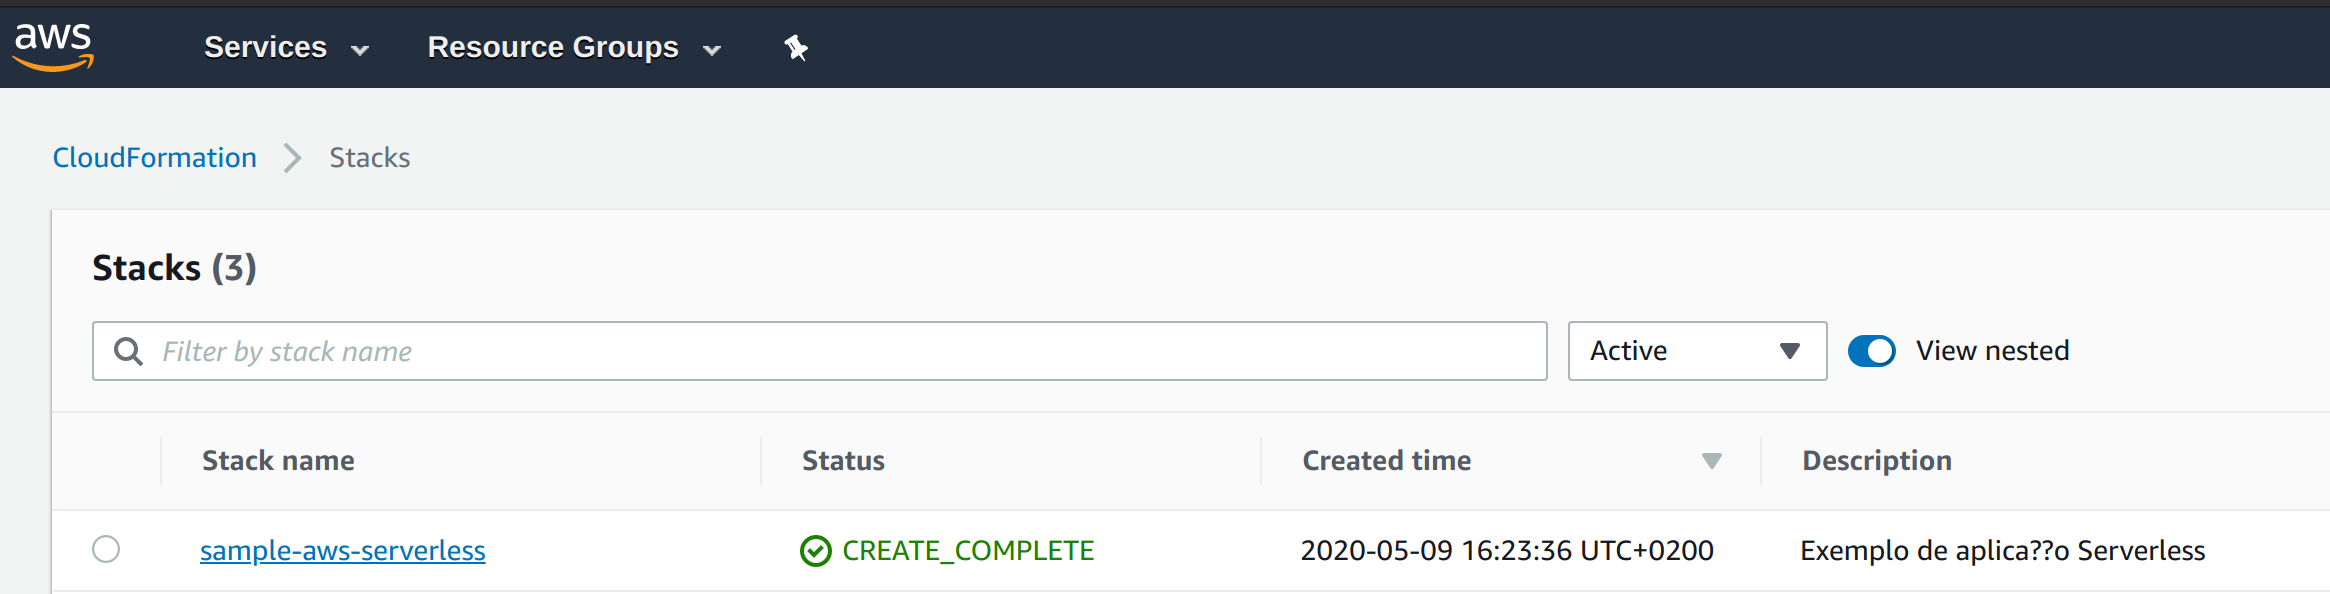 aws Services Resource Groups
CloudFormation Stacks
Stacks (3)
Filter by stack name Active View nested
Stack name Status Created time Description
sample-aws-serverless CREATE_COMPLETE 2020-05-09 16:23:36 UTC+0200 Exemplo de aplica??o Serverless